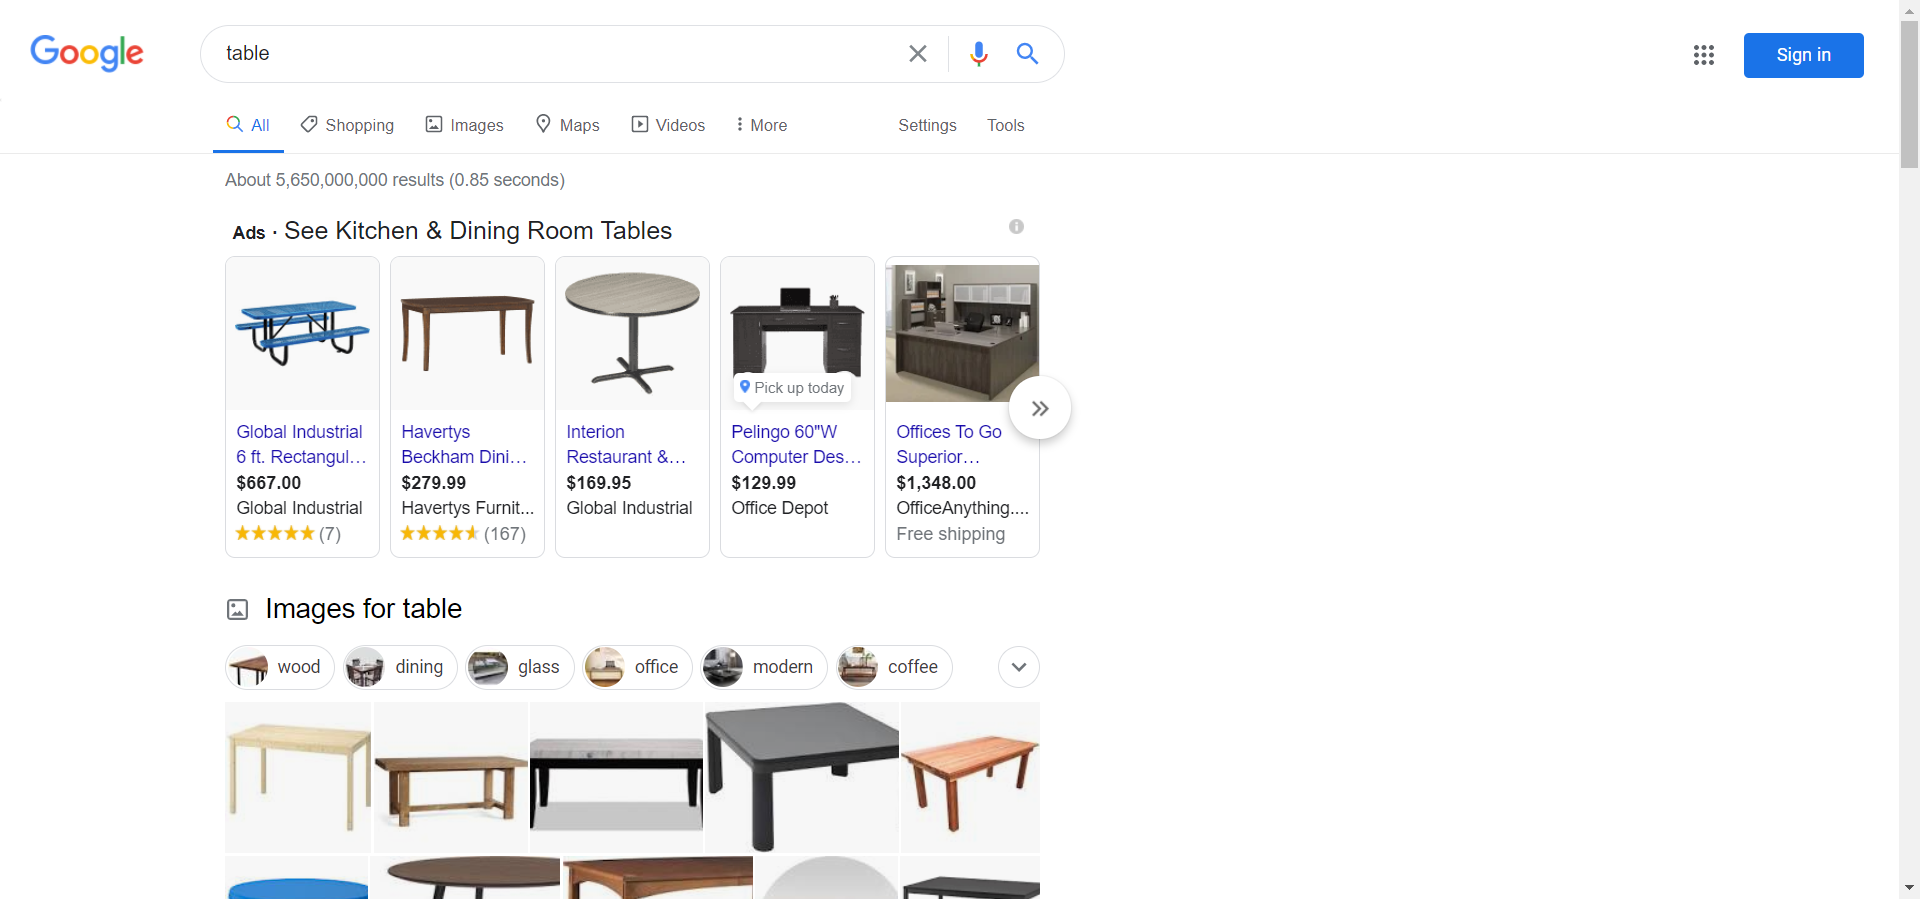 Google
table
Sign in
All
Shopping
Images
Maps
Videos
More
Settings
Tools
About 5,650,000,000 results (0.85 seconds)
Ads · See Kitchen & Dining Room Tables
Pick up today
Global Industrial
6 ft. Rectangul...
$667.00
Global Industrial
(7)
Havertys
Beckham Dini...
$279.99
Havertys Furnit...
(167)
Interion
Restaurant &...
$169.95
Global Industrial
Pelingo 60"W
Computer Des...
$129.99
Office Depot
Offices To Go
Superior...
$1,348.00
OfficeAnything....
Free shipping
Images for table
wood
dining
glass
office
modern
coffee